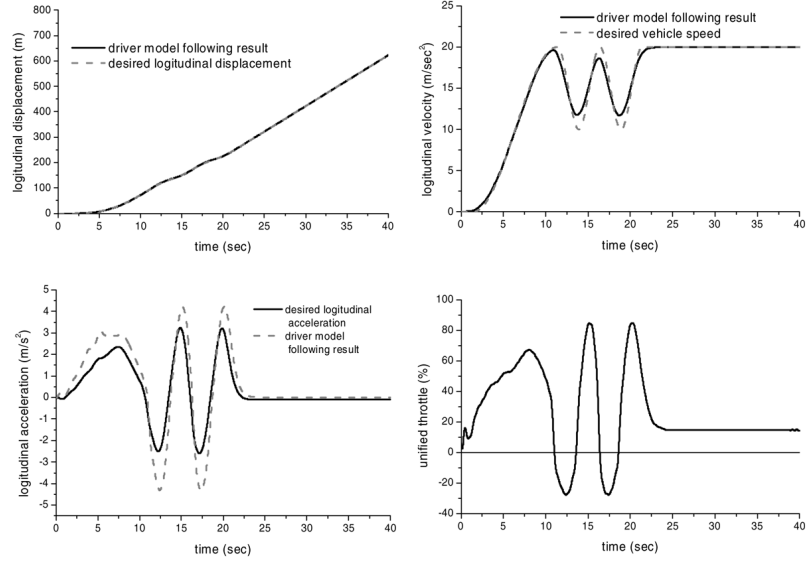 800
700
600
500
400
300
200
100
0
logitudinal displacement (m)
driver model following result
desired logitudinal displacement
0 5 10 15 20 25 30 35 40
time (sec)
25
20
15
10
5
0
logitudinal velocity (m/sec²)
driver model following result
desired vehicle speed
0 5 10 15 20 25 30 35 40
time (sec)
5
4
3
2
1
0
-1
-2
-3
-4
-5
logitudinal acceleration (m/s²)
desired logitudinal
acceleration
driver model
following result
0 5 10 15 20 25 30 35 40
time (sec)
100
80
60
40
20
0
-20
-40
unified throttle (%)
0 5 10 15 20 25 30 35 40
time (sec)